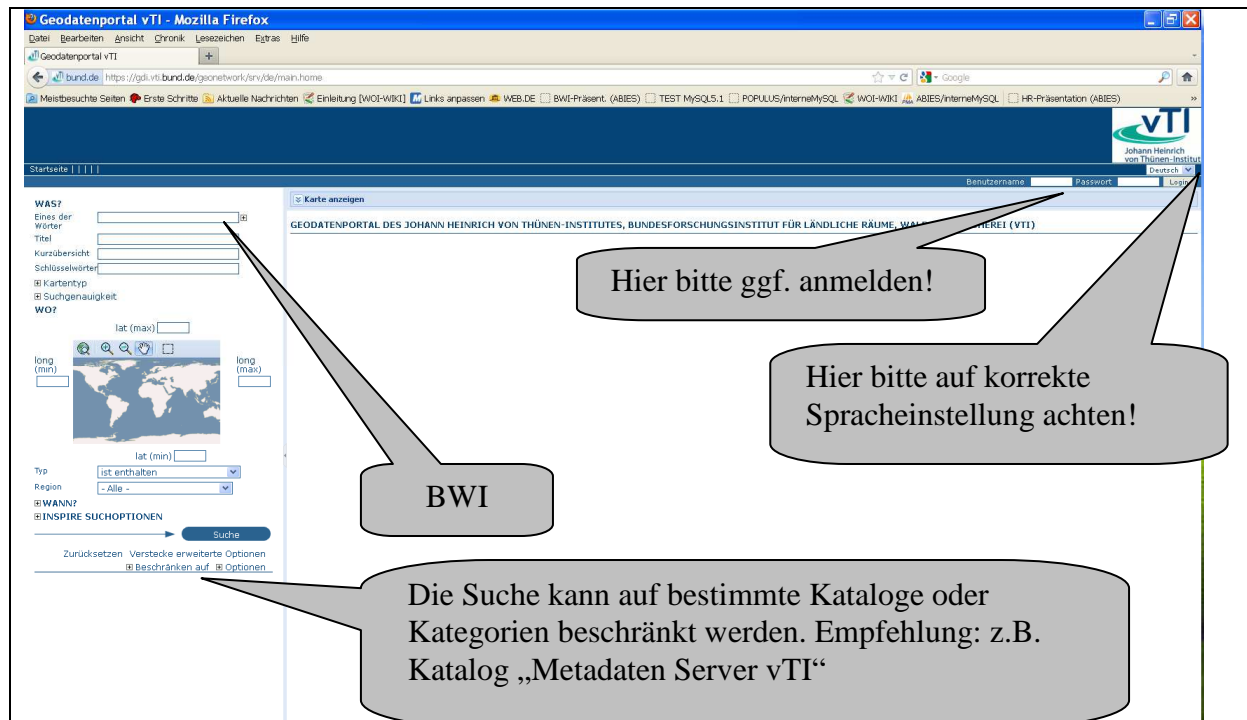 Geodatenportal vTI - Mozilla Firefox
Datei Bearbeiten Ansicht Chronik Lesezeichen Extras Hilfe
Geodatenportal vTI
bund.de https://gdi.vti.bund.de/geonetwork/srv/de/main.home
Google
Meistbesuchte Seiten Erste Schritte Aktuelle Nachrichten Einleitung [WOI-WIKI] Links anpassen WEB.DE BWI-Präsent. (ABIES) TEST MySQL5.1 POPULUS/interneMySQL WOI-WIKI ABIES/interneMySQL HR-Präsentation (ABIES) »
vTI
Johann Heinrich
von Thünen-Institut
Startseite | | | | |
Deutsch
Benutzername Passwort Login
WAS?
Eines der
Wörter
Titel
Kurzübersicht
Schlüsselwörter
Kartentyp
Suchgenauigkeit
WO?
lat (max)
long
(min)
long
(max)
lat (min)
Typ ist enthalten
Region - Alle -
WANN?
INSPIRE SUCHOPTIONEN
Suche
Zurücksetzen Verstecke erweiterte Optionen
Beschränken auf Optionen
Karte anzeigen
GEODATENPORTAL DES JOHANN HEINRICH VON THÜNEN-INSTITUTES, BUNDESFORSCHUNGSINSTITUT FÜR LÄNDLICHE RÄUME, (VTI)
Hier bitte ggf. anmelden!
Hier bitte auf korrekte
Spracheinstellung achten!
BWI
Die Suche kann auf bestimmte Kataloge oder
Kategorien beschränkt werden. Empfehlung: z.B.
Katalog „Metadaten Server vTI“